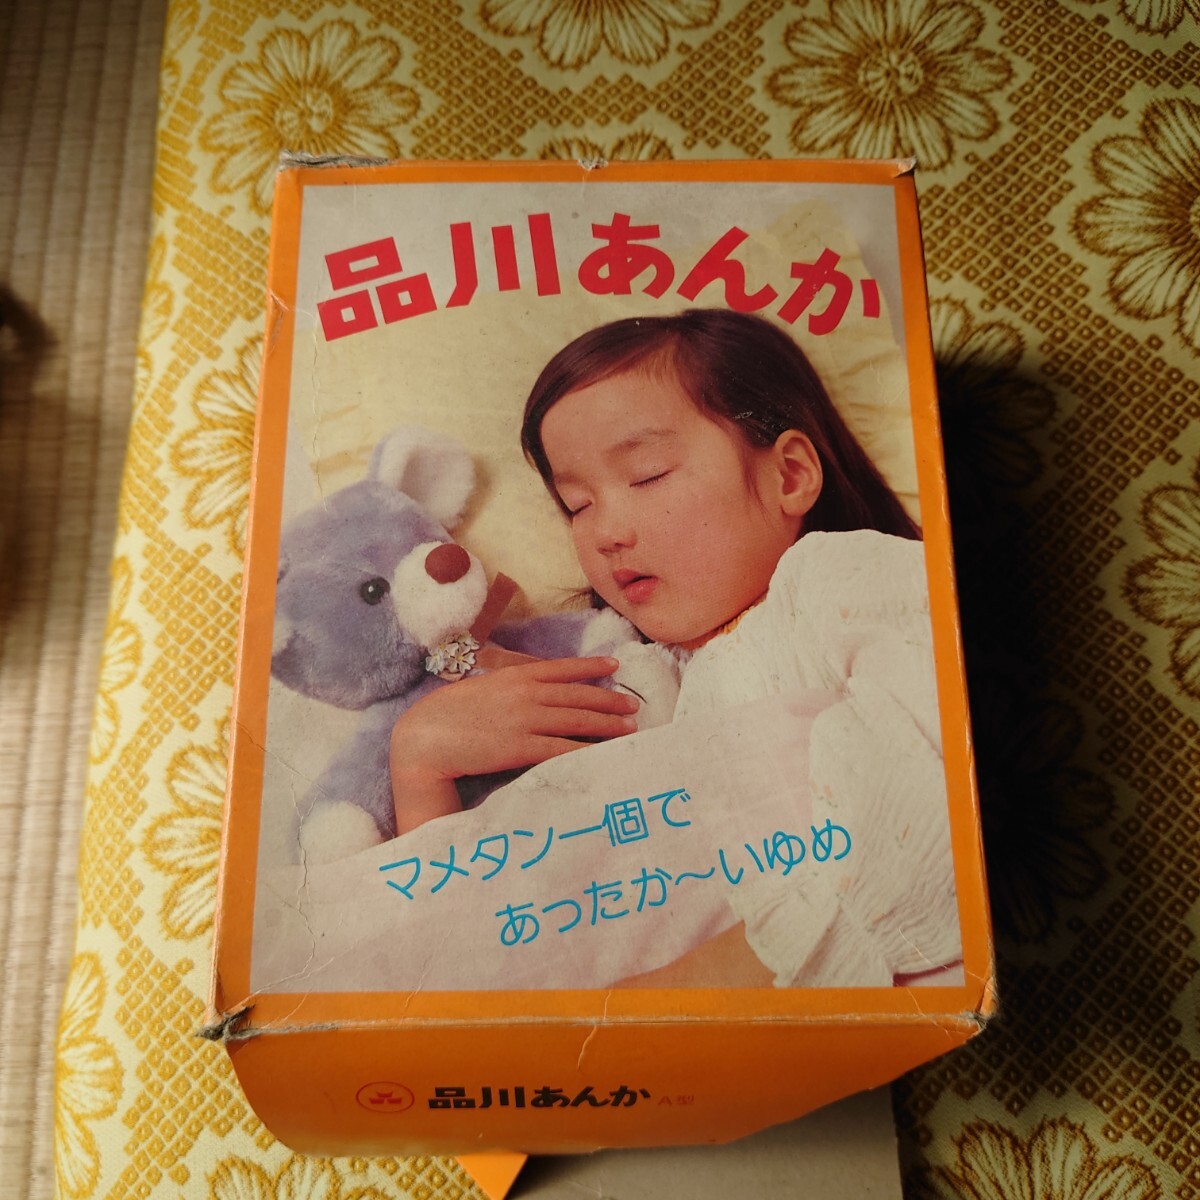 品川あんか
マメタン一個で
あったか〜いゆめ
品川あんか A型